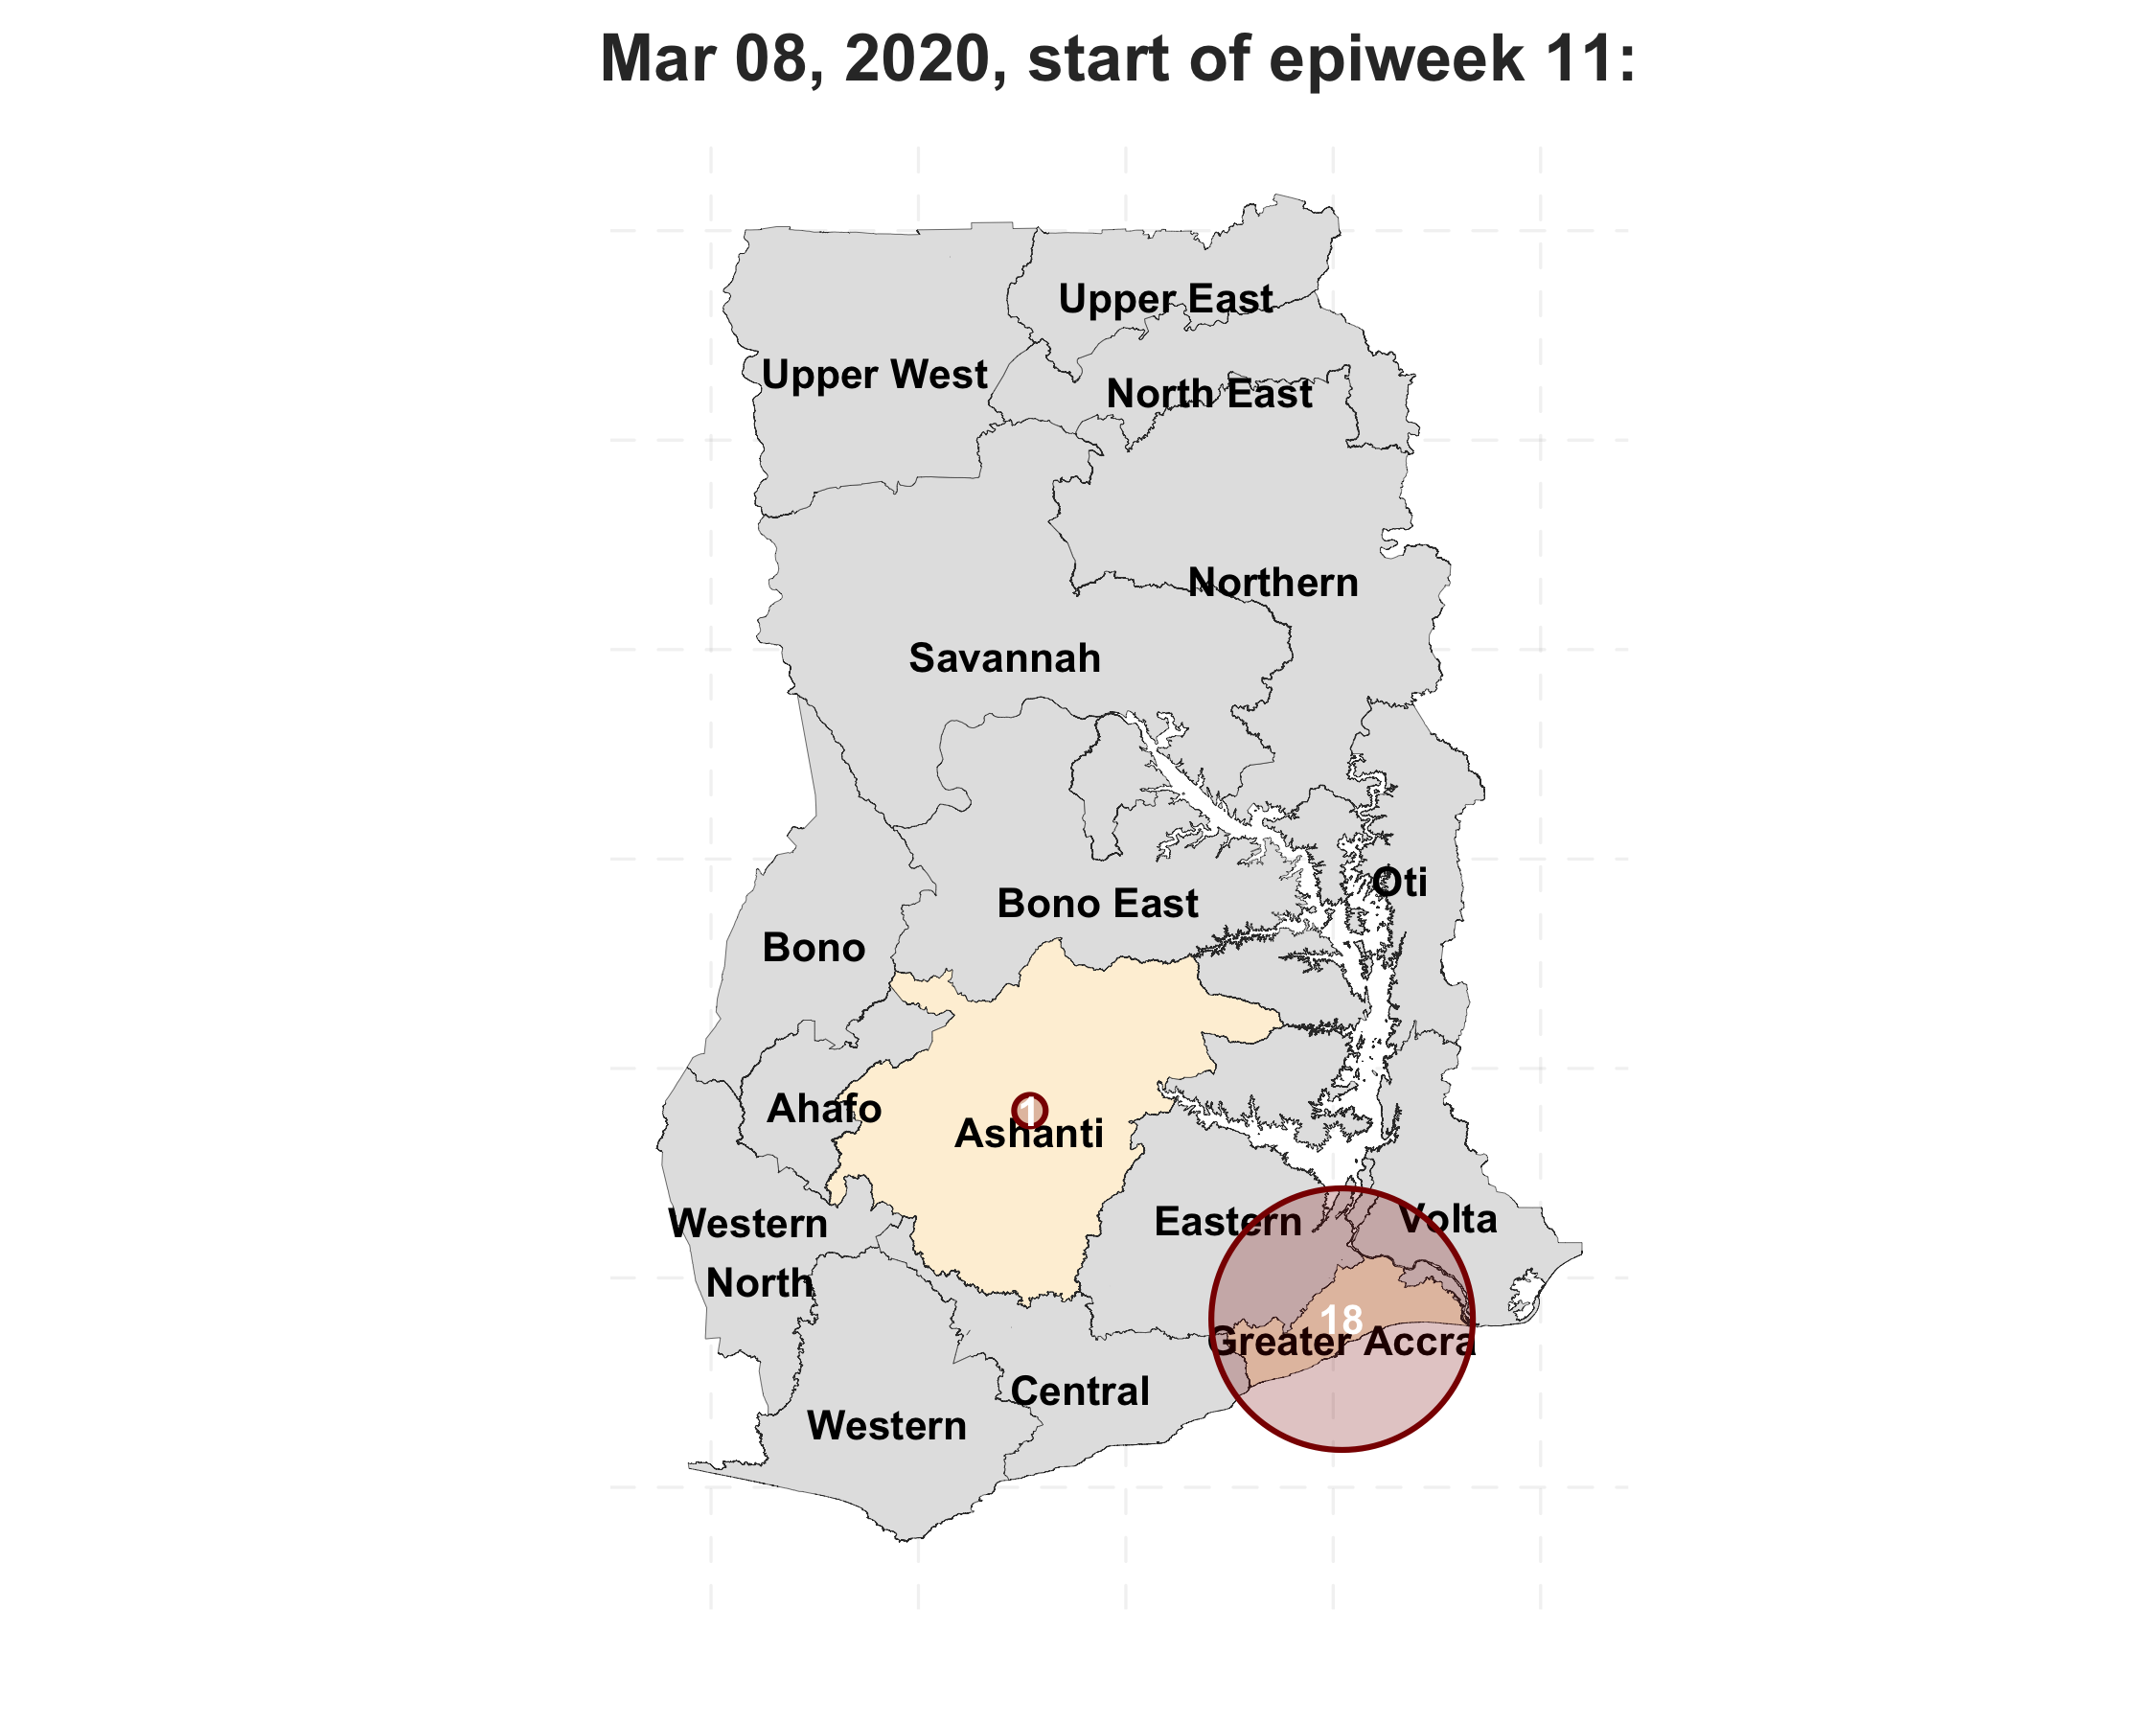 Mar 08, 2020, start of epiweek 11:
Upper East
Upper West
North East
Northern
Savannah
Oti
Bono East
Bono
Ahafo
1
Ashanti
Western
North
Eastern
Volta
18
Greater Accra
Central
Western